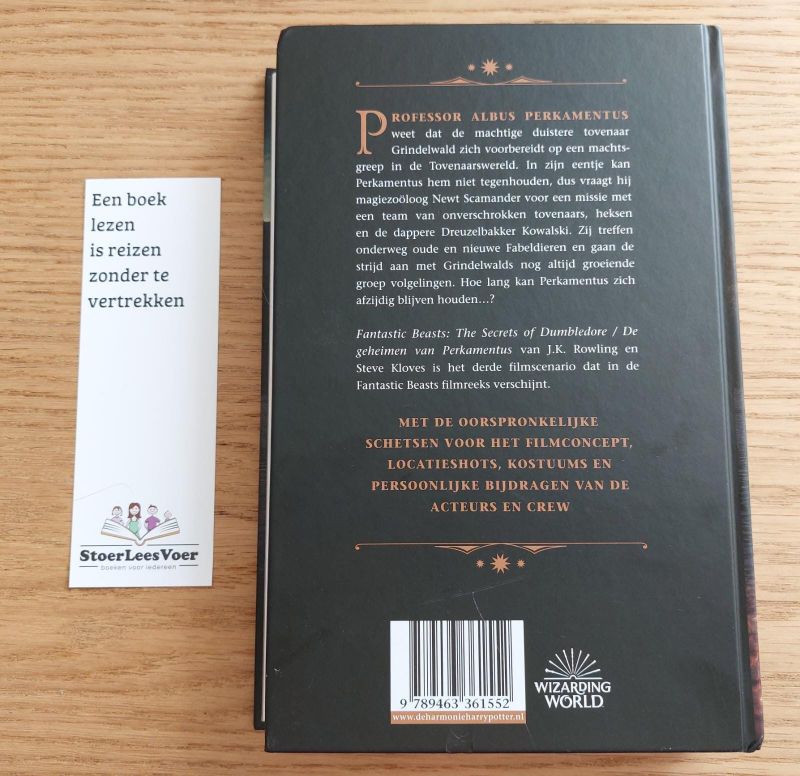 Een boek
lezen
is reizen
zonder te
vertrekken
StoerLeesVoer
boeken voor iedereen
PROFESSOR ALBUS PERKAMENTUS
weet dat de machtige duistere tovenaar
Grindelwald zich voorbereidt op een machts-
greep in de Tovenaarswereld. In zijn eentje kan
Perkamentus hem niet tegenhouden, dus vraagt hij
magiezoöloog Newt Scamander voor een missie met
een team van onverschrokken tovenaars, heksen
en de dappere Dreuzelbakker Kowalski. Zij treffen
onderweg oude en nieuwe Fabeldieren en gaan de
strijd aan met Grindelwalds nog altijd groeiende
groep volgelingen. Hoe lang kan Perkamentus zich
afzijdig blijven houden…?
Fantastic Beasts: The Secrets of Dumbledore / De
geheimen van Perkamentus van J.K. Rowling en
Steve Kloves is het derde filmscenario dat in de
Fantastic Beasts filmreeks verschijnt.
MET DE OORSPRONKELIJKE
SCHETSEN VOOR HET FILMCONCEPT,
LOCATIESHOTS, KOSTUUMS EN
PERSOONLIJKE BIJDRAGEN VAN DE
ACTEURS EN CREW
9 789463 361552
www.deharmonieharrypotter.nl
WIZARDING
WORLD